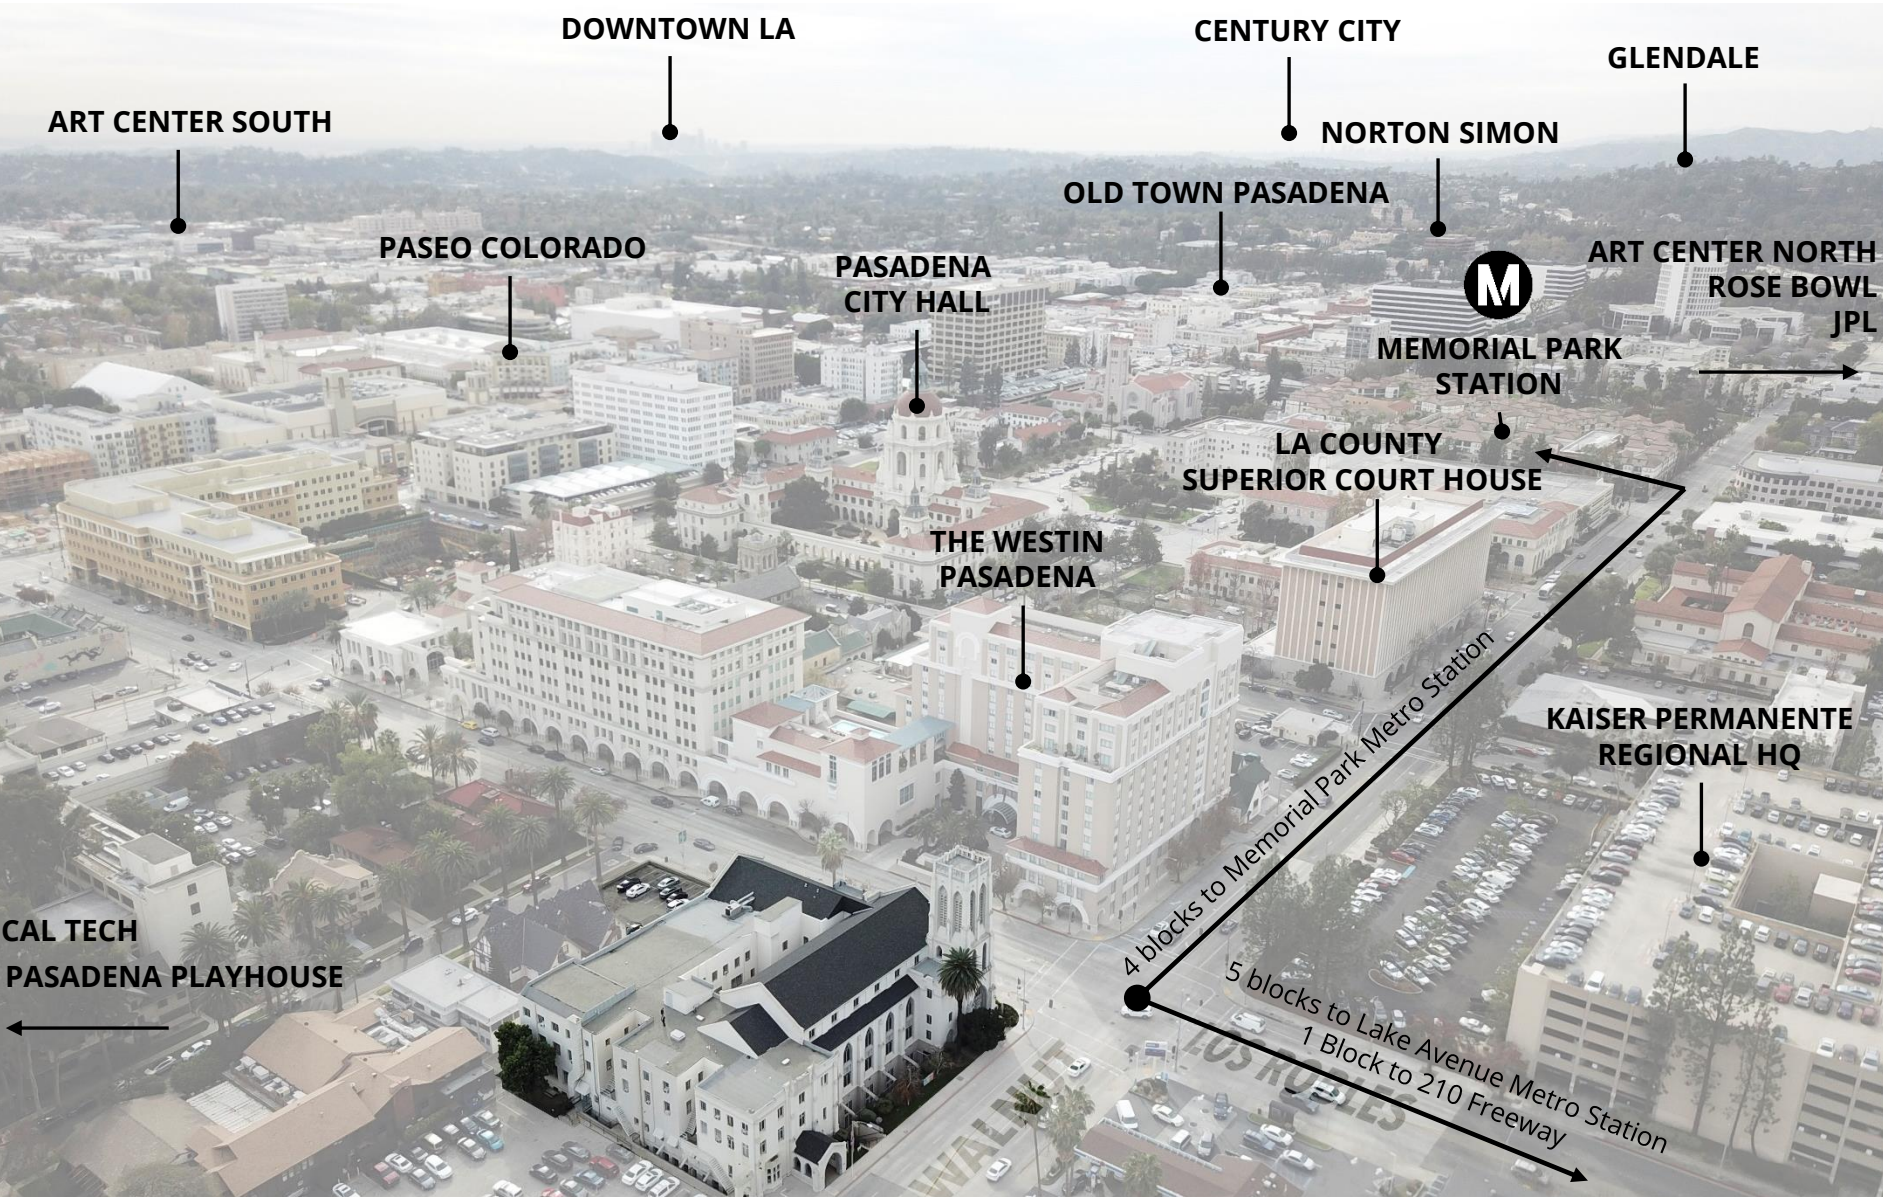 DOWNTOWN LA
CENTURY CITY
GLENDALE
ART CENTER SOUTH
NORTON SIMON
OLD TOWN PASADENA
PASEO COLORADO
PASADENA
CITY HALL
M
ART CENTER NORTH
ROSE BOWL
JPL
MEMORIAL PARK
STATION
LA COUNTY
SUPERIOR COURT HOUSE
THE WESTIN
PASADENA
4 blocks to Memorial Park Metro Station
KAISER PERMANENTE
REGIONAL HQ
CAL TECH
PASADENA PLAYHOUSE
5 blocks to Lake Avenue Metro Station
1 Block to 210 Freeway
LOS ROBLES
WALNUT